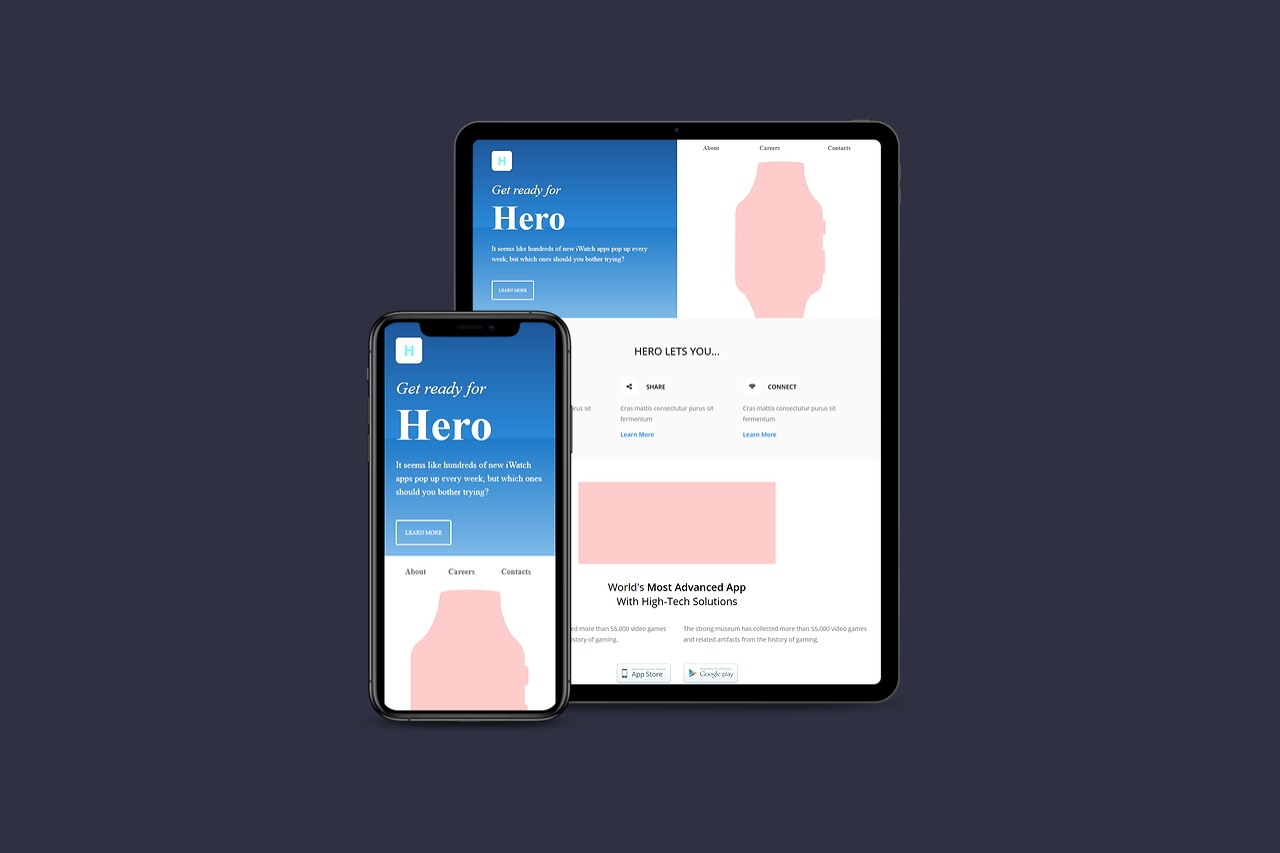 H
Get ready for
Hero
It seems like hundreds of new iWatch apps pop up every
week, but which ones should you bother trying?
LEARN MORE
About Careers Contacts
HERO LETS YOU...
SHARE
CONNECT
sit
Cras mattis consectutur purus sit
fermentum
Learn More
Cras mattis consectutur purus sit
fermentum
Learn More
World's Most Advanced App
With High-Tech Solutions
more than 55,000 video games
of gaming.
The strong museum has collected more than 55,000 video games
and related artifacts from the history of gaming.
App Store
Google play
H
Get ready for
Hero
It seems like hundreds of new iWatch
apps pop up every week, but which ones
should you bother trying?
LEARN MORE
About Careers Contacts